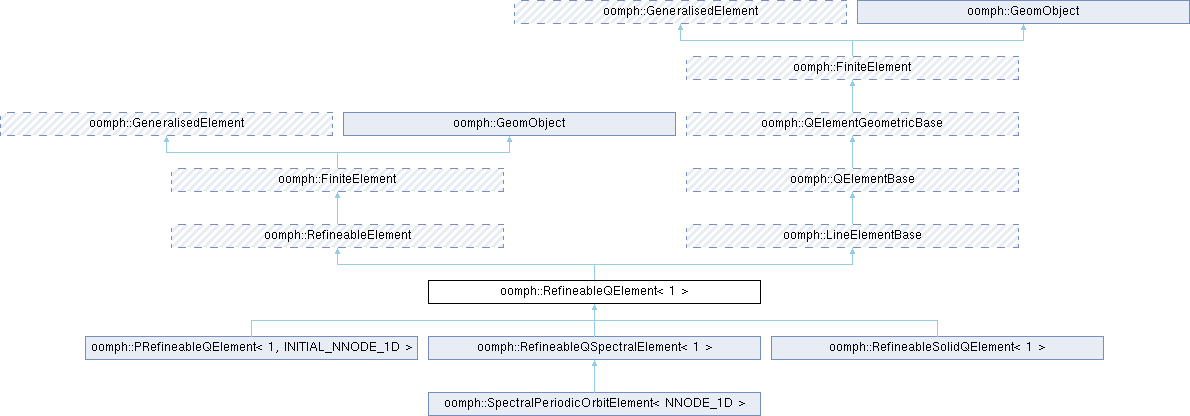 oomph::GeneralisedElement oomph::GeomObject
oomph::FiniteElement
oomph::GeneralisedElement oomph::GeomObject oomph::QElementGeometricBase
oomph::FiniteElement oomph::QElementBase
oomph::RefineableElement oomph::LineElementBase
oomph::RefineableQElement< 1 >
oomph::PRefineableQElement< 1, INITIAL_NNODE_1D > oomph::RefineableQSpectralElement< 1 > oomph::RefineableSolidQElement< 1 >
oomph::SpectralPeriodicOrbitElement< NNODE_1D >